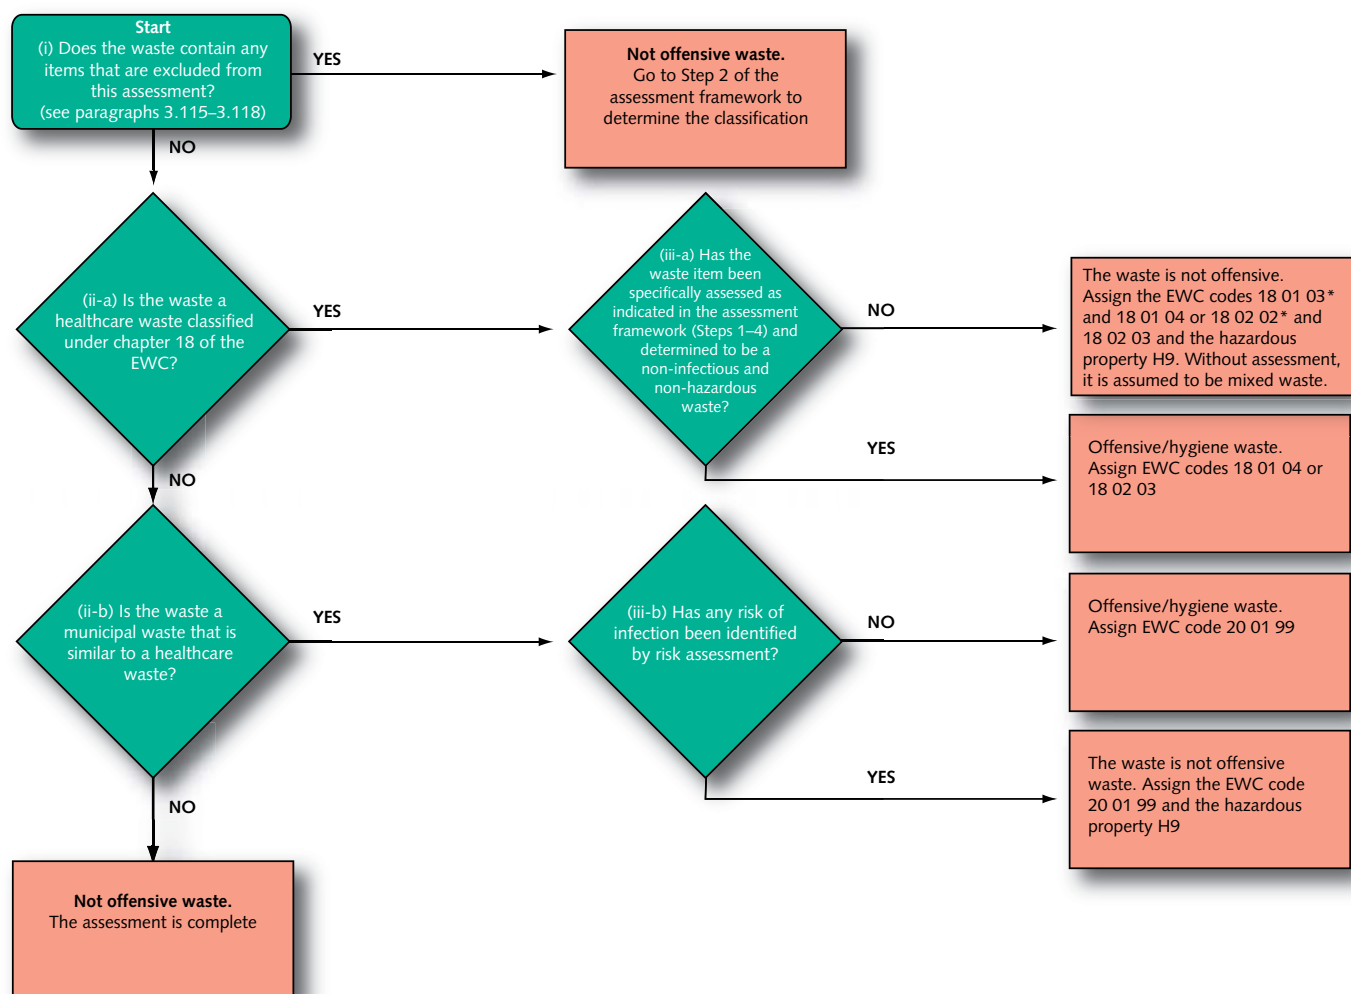 Start
(i) Does the waste contain any
items that are excluded from
this assessment?
(see paragraphs 3.115–3.118)
YES
Not offensive waste.
Go to Step 2 of the
assessment framework to
determine the classification
NO
(ii-a) Is the waste a
healthcare waste classified
under chapter 18 of the
EWC?
YES
(iii-a) Has the
waste item been
specifically assessed as
indicated in the assessment
framework (Steps 1–4) and
determined to be a
non-infectious and
non-hazardous
waste?
NO
The waste is not offensive.
Assign the EWC codes 18 01 03*
and 18 01 04 or 18 02 02* and
18 02 03 and the hazardous
property H9. Without assessment,
it is assumed to be mixed waste.
YES
Offensive/hygiene waste.
Assign EWC codes 18 01 04 or
18 02 03
NO
(ii-b) Is the waste a
municipal waste that is
similar to a healthcare
waste?
YES
(iii-b) Has any risk of
infection been identified
by risk assessment?
NO
Offensive/hygiene waste.
Assign EWC code 20 01 99
YES
The waste is not offensive
waste. Assign the EWC code
20 01 99 and the hazardous
property H9
NO
Not offensive waste.
The assessment is complete